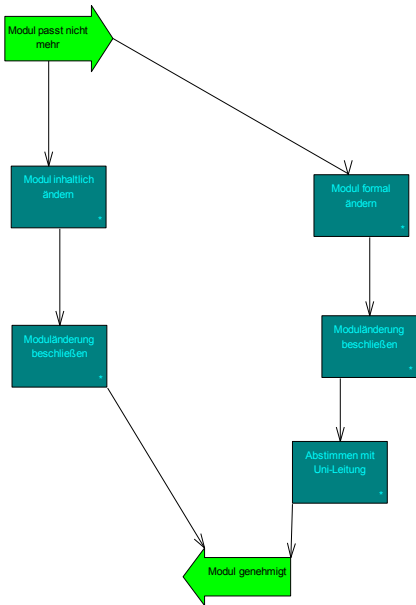 Modul passt nicht
mehr
Modul inhaltlich
ändern
*
Modul formal
ändern
*
Moduländerung
beschließen
*
Moduländerung
beschließen
*
Abstimmen mit
Uni-Leitung
*
Modul genehmigt